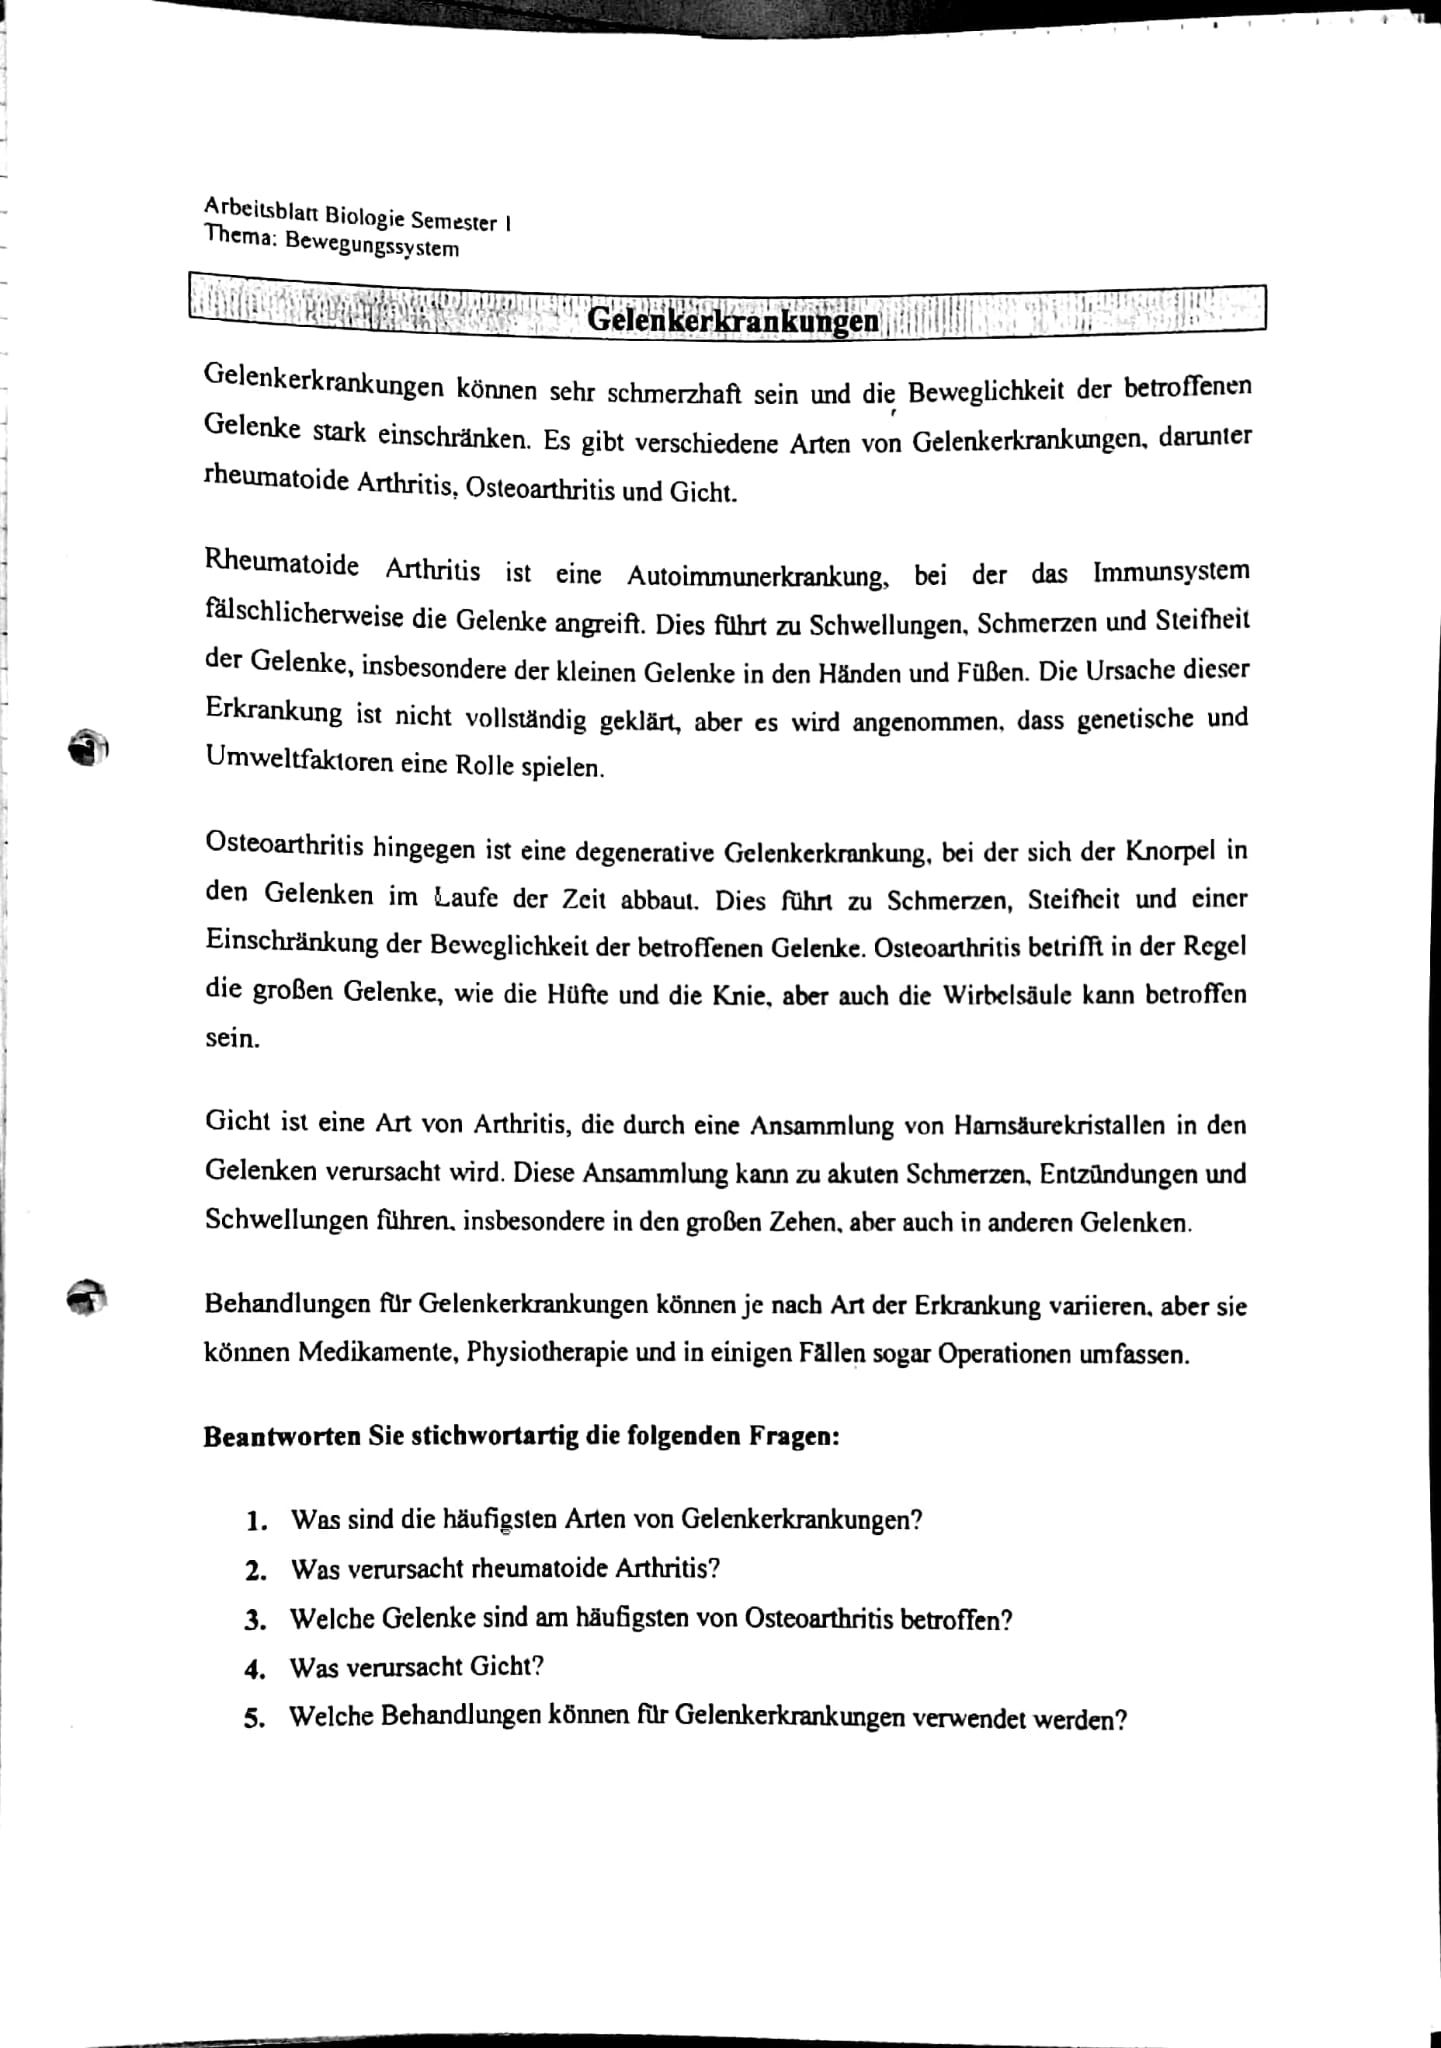 Arbeitsblatt Biologie Semester I
Thema: Bewegungssystem
Gelenkerkrankungen
Gelenkerkrankungen können sehr schmerzhaft sein und die Beweglichkeit der betroffenen
Gelenke stark einschränken. Es gibt verschiedene Arten von Gelenkerkrankungen, darunter
rheumatoide Arthritis, Osteoarthritis und Gicht.
Rheumatoide Arthritis ist eine Autoimmunerkrankung, bei der das Immunsystem
fälschlicherweise die Gelenke angreift. Dies führt zu Schwellungen, Schmerzen und Steifheit
der Gelenke, insbesondere der kleinen Gelenke in den Händen und Füßen. Die Ursache dieser
Erkrankung ist nicht vollständig geklärt, aber es wird angenommen, dass genetische und
Umweltfaktoren eine Rolle spielen.
Osteoarthritis hingegen ist eine degenerative Gelenkerkrankung, bei der sich der Knorpel in
den Gelenken im Laufe der Zeit abbaut. Dies führt zu Schmerzen, Steifheit und einer
Einschränkung der Beweglichkeit der betroffenen Gelenke. Osteoarthritis betrifft in der Regel
die großen Gelenke, wie die Hüfte und die Knie, aber auch die Wirbelsäule kann betroffen
sein.
Gicht ist eine Art von Arthritis, die durch eine Ansammlung von Harnsäurekristallen in den
Gelenken verursacht wird. Diese Ansammlung kann zu akuten Schmerzen, Entzündungen und
Schwellungen führen, insbesondere in den großen Zehen, aber auch in anderen Gelenken.
Behandlungen für Gelenkerkrankungen können je nach Art der Erkrankung variieren, aber sie
können Medikamente, Physiotherapie und in einigen Fällen sogar Operationen umfassen.
Beantworten Sie stichwortartig die folgenden Fragen:
1. Was sind die häufigsten Arten von Gelenkerkrankungen?
2. Was verursacht rheumatoide Arthritis?
3. Welche Gelenke sind am häufigsten von Osteoarthritis betroffen?
4. Was verursacht Gicht?
5. Welche Behandlungen können für Gelenkerkrankungen verwendet werden?